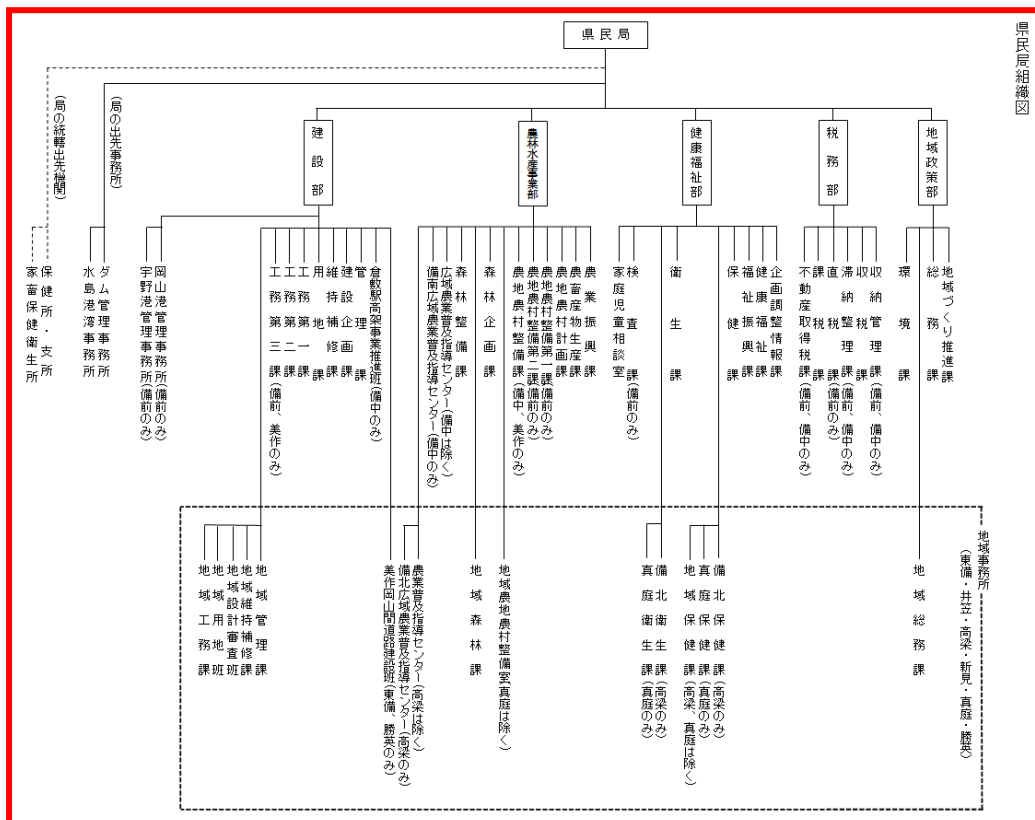 県民局組織図
県民局
地域政策部
税務部
健康福祉部
農林水産事業部
建設部
(局の出先事務所)
(局の統轄出先機関)
地域づくり推進課
総務課
環境課
収納管理課(備前、備中のみ)
収税課
滞納整理課(備前、備中のみ)
直税課(備前のみ)
課税課
不動産取得税課(備前、備中のみ)
企画調整情報課
健康福祉課
福祉振興課
保健課
衛生課
検査課(備前のみ)
家庭児童相談室
農業振興課
農畜産物生産課
農地農村計画課
農地農村整備第一課(備前のみ)
農地農村整備第二課(備前のみ)
農地農村整備課(備中、美作のみ)
森林企画課
森林整備課
広域農業普及指導センター(備中は除く)
備南広域農業普及指導センター(備中のみ)
倉敷駅高架事業推進班(備中のみ)
管理課
建設企画課
維持補修課
用地課
工務第一課
工務第二課
工務第三課(備前、美作のみ)
岡山港管理事務所(備前のみ)
宇野港管理事務所(備前のみ)
ダム管理事務所
水島港湾事務所
保健所・支所
家畜保健衛生所
地域事務所
(東備・井笠・高梁・新見・真庭・勝英)
地域総務課
備北保健課(高梁のみ)
真庭保健課(真庭のみ)
地域保健課(高梁、真庭は除く)
備北衛生課(高梁のみ)
真庭衛生課(真庭のみ)
地域農地農村整備室(真庭は除く)
地域森林課
農業普及指導センター(高梁は除く)
備北広域農業普及指導センター(高梁のみ)
美作岡山間道路建設班(東備、勝英のみ)
地域管理課
地域維持補修課
地域設計審査班
地域用地班
地域工務課